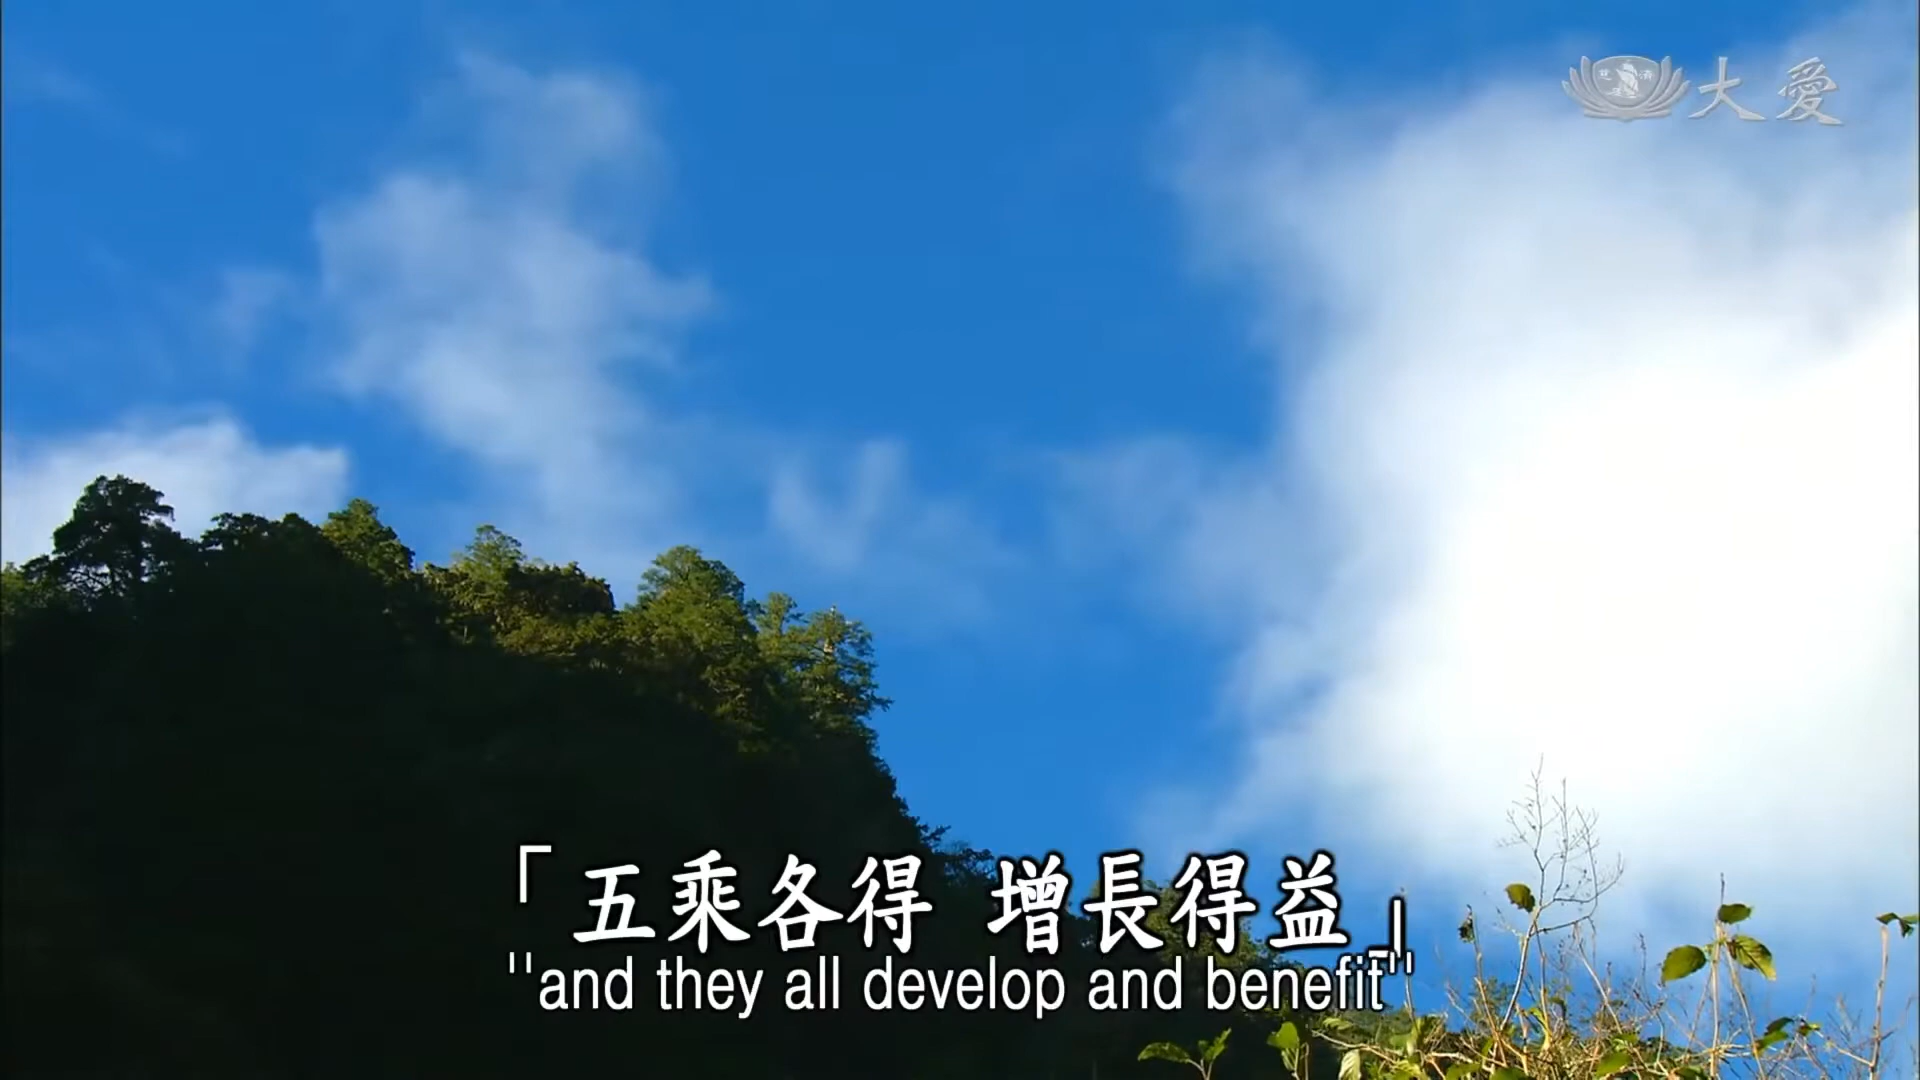 大愛
「五乘各得 增長得益」
"and they all develop and benefit"